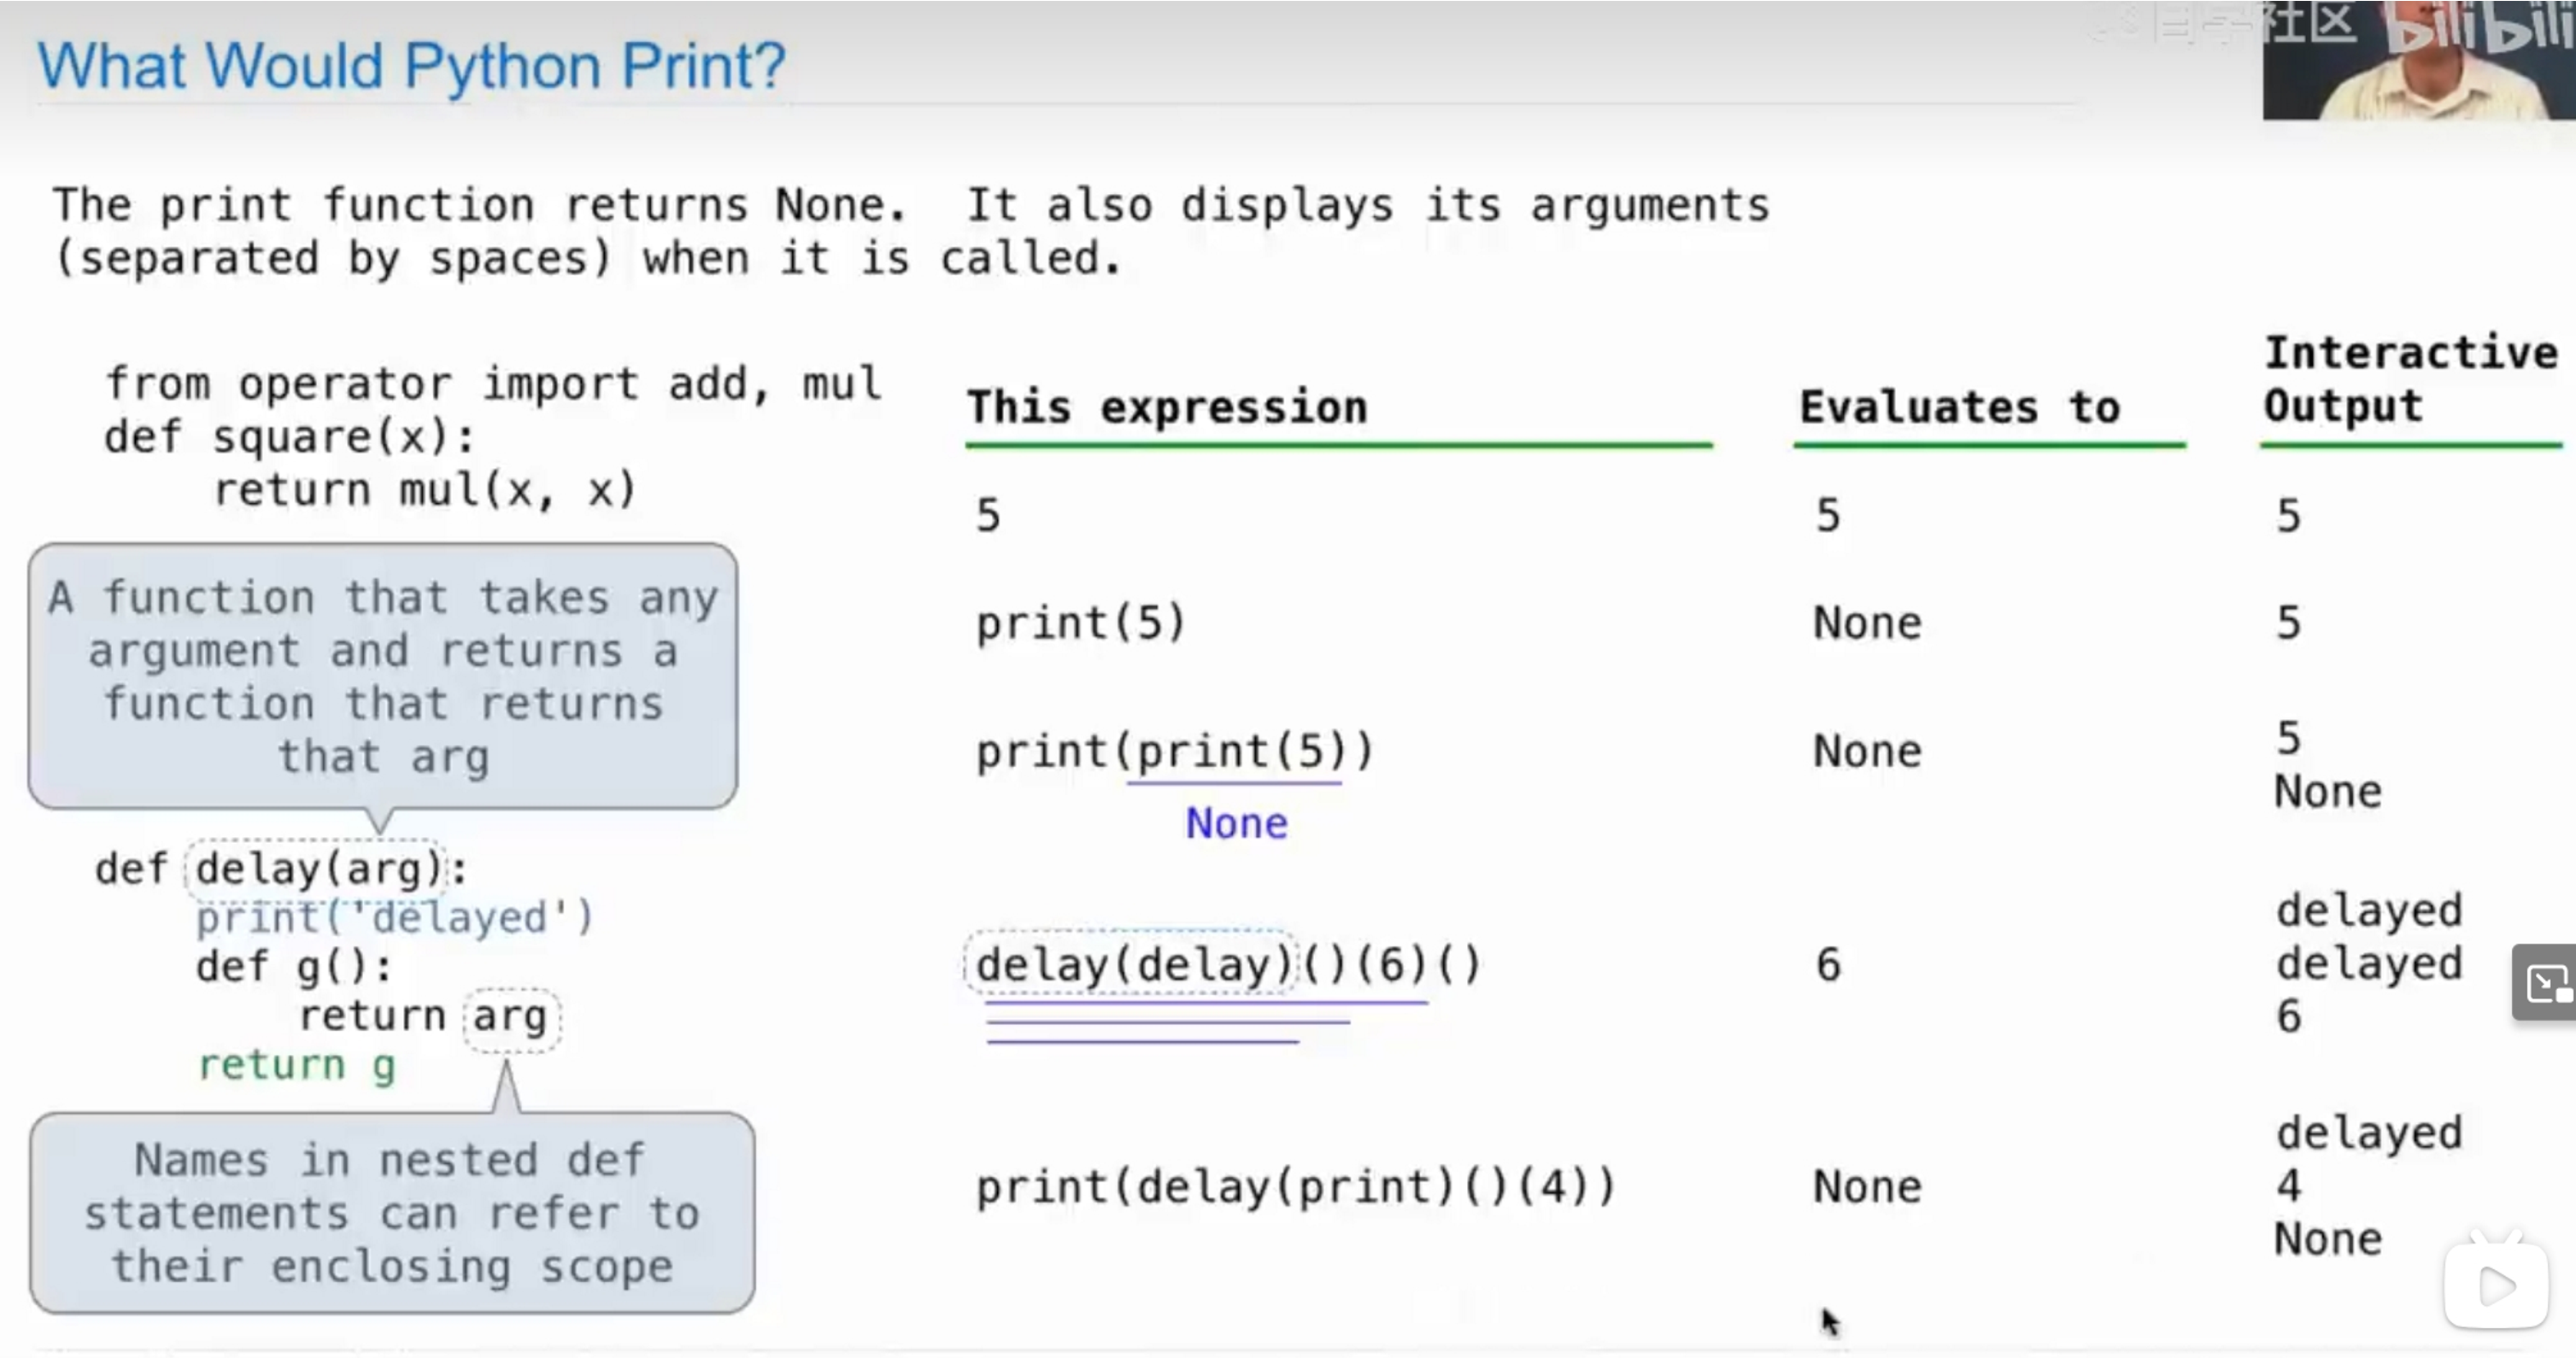 What Would Python Print?
社区 bilibili
The print function returns None.  It also displays its arguments
(separated by spaces) when it is called.
from operator import add, mul
def square(x):
    return mul(x, x)
A function that takes any
argument and returns a
function that returns
that arg
def delay(arg):
    print('delayed')
    def g():
        return arg
    return g
Names in nested def
statements can refer to
their enclosing scope
This expression    Evaluates to    Interactive
Output
5    5    5
print(5)    None    5
print(print(5))    None    5
None
None
delay(delay)()(6)()    6    delayed
delayed
6
print(delay(print)()(4))    None    delayed
4
None